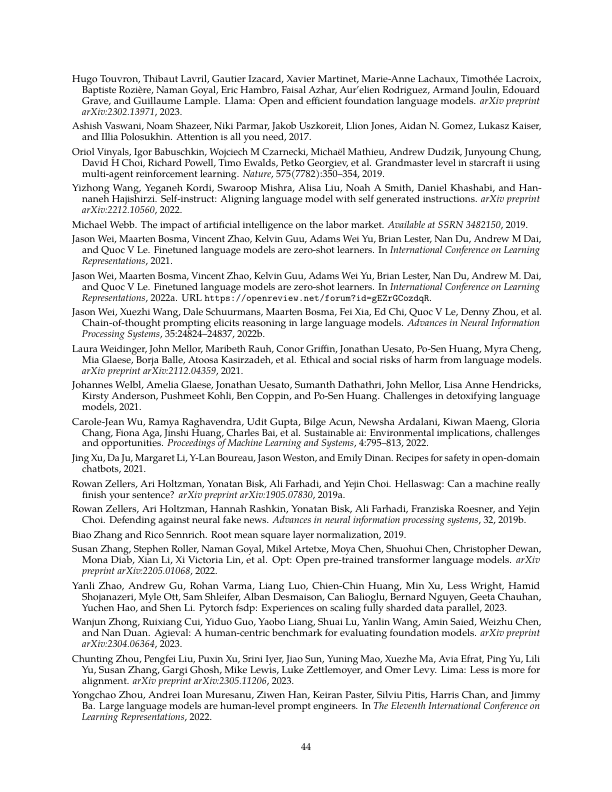 Hugo Touvron, Thibaut Lavril, Gautier Izacard, Xavier Martinet, Marie-Anne Lachaux, Timothée Lacroix,
Baptiste Rozière, Naman Goyal, Eric Hambro, Faisal Azhar, Aur'elien Rodriguez, Armand Joulin, Edouard
Grave, and Guillaume Lample. Llama: Open and efficient foundation language models. arXiv preprint
arXiv:2302.13971, 2023.
Ashish Vaswani, Noam Shazeer, Niki Parmar, Jakob Uszkoreit, Llion Jones, Aidan N. Gomez, Lukasz Kaiser,
and Illia Polosukhin. Attention is all you need, 2017.
Oriol Vinyals, Igor Babuschkin, Wojciech M Czarnecki, Michaël Mathieu, Andrew Dudzik, Junyoung Chung,
David H Choi, Richard Powell, Timo Ewalds, Petko Georgiev, et al. Grandmaster level in starcraft ii using
multi-agent reinforcement learning. Nature, 575(7782):350–354, 2019.
Yizhong Wang, Yeganeh Kordi, Swaroop Mishra, Alisa Liu, Noah A Smith, Daniel Khashabi, and Han-
naneh Hajishirzi. Self-instruct: Aligning language model with self generated instructions. arXiv preprint
arXiv:2212.10560, 2022.
Michael Webb. The impact of artificial intelligence on the labor market. Available at SSRN 3482150, 2019.
Jason Wei, Maarten Bosma, Vincent Zhao, Kelvin Guu, Adams Wei Yu, Brian Lester, Nan Du, Andrew M Dai,
and Quoc V Le. Finetuned language models are zero-shot learners. In International Conference on Learning
Representations, 2021.
Jason Wei, Maarten Bosma, Vincent Zhao, Kelvin Guu, Adams Wei Yu, Brian Lester, Nan Du, Andrew M. Dai,
and Quoc V Le. Finetuned language models are zero-shot learners. In International Conference on Learning
Representations, 2022a. URL https://openreview.net/forum?id=gEZrGCozdqR.
Jason Wei, Xuezhi Wang, Dale Schuurmans, Maarten Bosma, Fei Xia, Ed Chi, Quoc V Le, Denny Zhou, et al.
Chain-of-thought prompting elicits reasoning in large language models. Advances in Neural Information
Processing Systems, 35:24824–24837, 2022b.
Laura Weidinger, John Mellor, Maribeth Rauh, Conor Griffin, Jonathan Uesato, Po-Sen Huang, Myra Cheng,
Mia Glaese, Borja Balle, Atoosa Kasirzadeh, et al. Ethical and social risks of harm from language models.
arXiv preprint arXiv:2112.04359, 2021.
Johannes Welbl, Amelia Glaese, Jonathan Uesato, Sumanth Dathathri, John Mellor, Lisa Anne Hendricks,
Kirsty Anderson, Pushmeet Kohli, Ben Coppin, and Po-Sen Huang. Challenges in detoxifying language
models, 2021.
Carole-Jean Wu, Ramya Raghavendra, Udit Gupta, Bilge Acun, Newsha Ardalani, Kiwan Maeng, Gloria
Chang, Fiona Aga, Jinshi Huang, Charles Bai, et al. Sustainable ai: Environmental implications, challenges
and opportunities. Proceedings of Machine Learning and Systems, 4:795–813, 2022.
Jing Xu, Da Ju, Margaret Li, Y-Lan Boureau, Jason Weston, and Emily Dinan. Recipes for safety in open-domain
chatbots, 2021.
Rowan Zellers, Ari Holtzman, Yonatan Bisk, Ali Farhadi, and Yejin Choi. Hellaswag: Can a machine really
finish your sentence? arXiv preprint arXiv:1905.07830, 2019a.
Rowan Zellers, Ari Holtzman, Hannah Rashkin, Yonatan Bisk, Ali Farhadi, Franziska Roesner, and Yejin
Choi. Defending against neural fake news. Advances in neural information processing systems, 32, 2019b.
Biao Zhang and Rico Sennrich. Root mean square layer normalization, 2019.
Susan Zhang, Stephen Roller, Naman Goyal, Mikel Artetxe, Moya Chen, Shuohui Chen, Christopher Dewan,
Mona Diab, Xian Li, Xi Victoria Lin, et al. Opt: Open pre-trained transformer language models. arXiv
preprint arXiv:2205.01068, 2022.
Yanli Zhao, Andrew Gu, Rohan Varma, Liang Luo, Chien-Chin Huang, Min Xu, Less Wright, Hamid
Shojanazeri, Myle Ott, Sam Shleifer, Alban Desmaison, Can Balioglu, Bernard Nguyen, Geeta Chauhan,
Yuchen Hao, and Shen Li. Pytorch fsdp: Experiences on scaling fully sharded data parallel, 2023.
Wanjun Zhong, Ruixiang Cui, Yiduo Guo, Yaobo Liang, Shuai Lu, Yanlin Wang, Amin Saied, Weizhu Chen,
and Nan Duan. Agieval: A human-centric benchmark for evaluating foundation models. arXiv preprint
arXiv:2304.06364, 2023.
Chunting Zhou, Pengfei Liu, Puxin Xu, Srini Iyer, Jiao Sun, Yuning Mao, Xuezhe Ma, Avia Efrat, Ping Yu, Lili
Yu, Susan Zhang, Gargi Ghosh, Mike Lewis, Luke Zettlemoyer, and Omer Levy. Lima: Less is more for
alignment. arXiv preprint arXiv:2305.11206, 2023.
Yongchao Zhou, Andrei Ioan Muresanu, Ziwen Han, Keiran Paster, Silviu Pitis, Harris Chan, and Jimmy
Ba. Large language models are human-level prompt engineers. In The Eleventh International Conference on
Learning Representations, 2022.
44